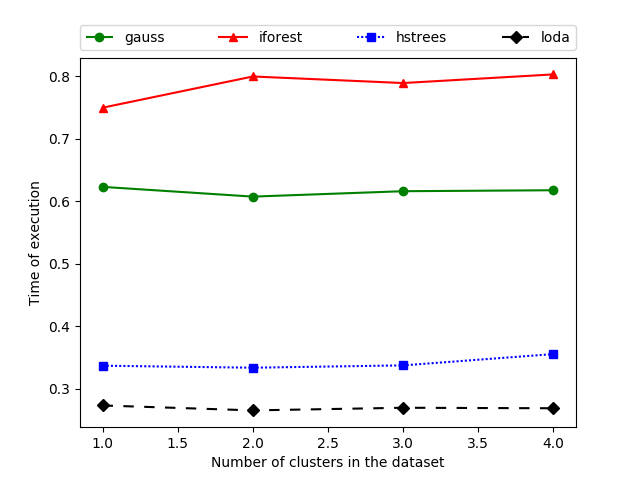 gauss iforest hstrees loda
0.8
0.7
0.6
0.5
0.4
0.3
Time of execution
1.0 1.5 2.0 2.5 3.0 3.5 4.0
Number of clusters in the dataset